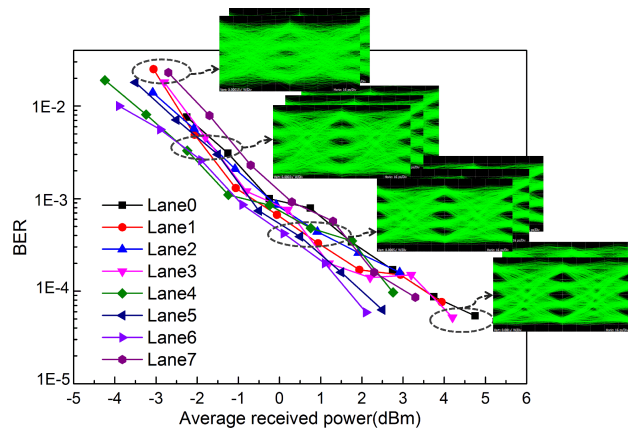 1E-2
1E-3
1E-4
1E-5
BER
Lane0
Lane1
Lane2
Lane3
Lane4
Lane5
Lane6
Lane7
-5 -4 -3 -2 -1 0 1 2 3 4 5 6
Average received power(dBm)